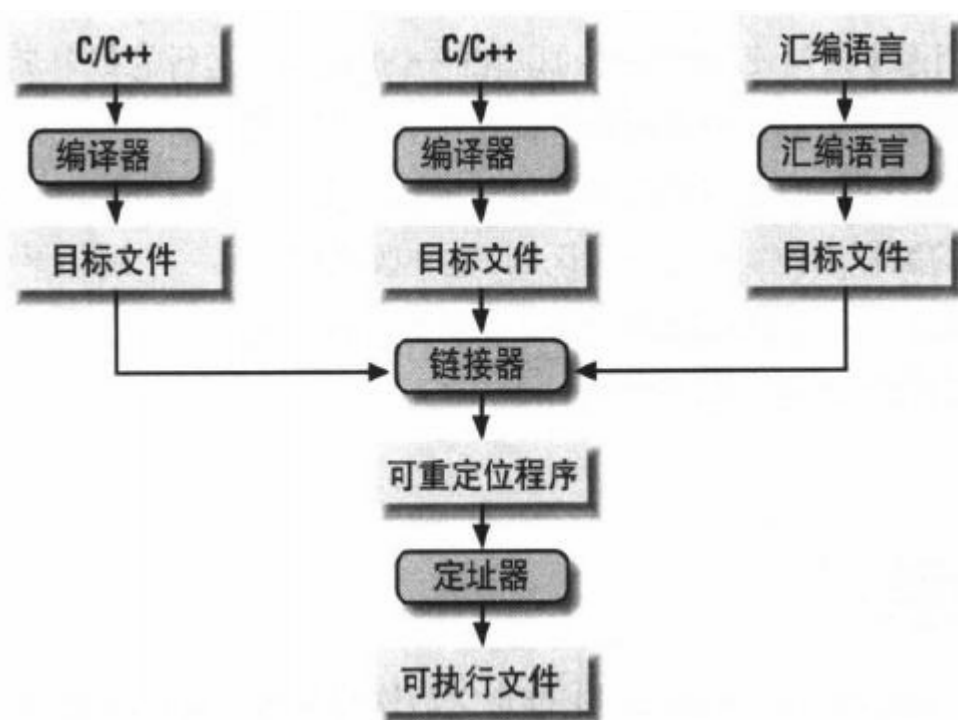 C/C++
C/C++
汇编语言
编译器
编译器
汇编语言
目标文件
目标文件
目标文件
链接器
可重定位程序
定址器
可执行文件